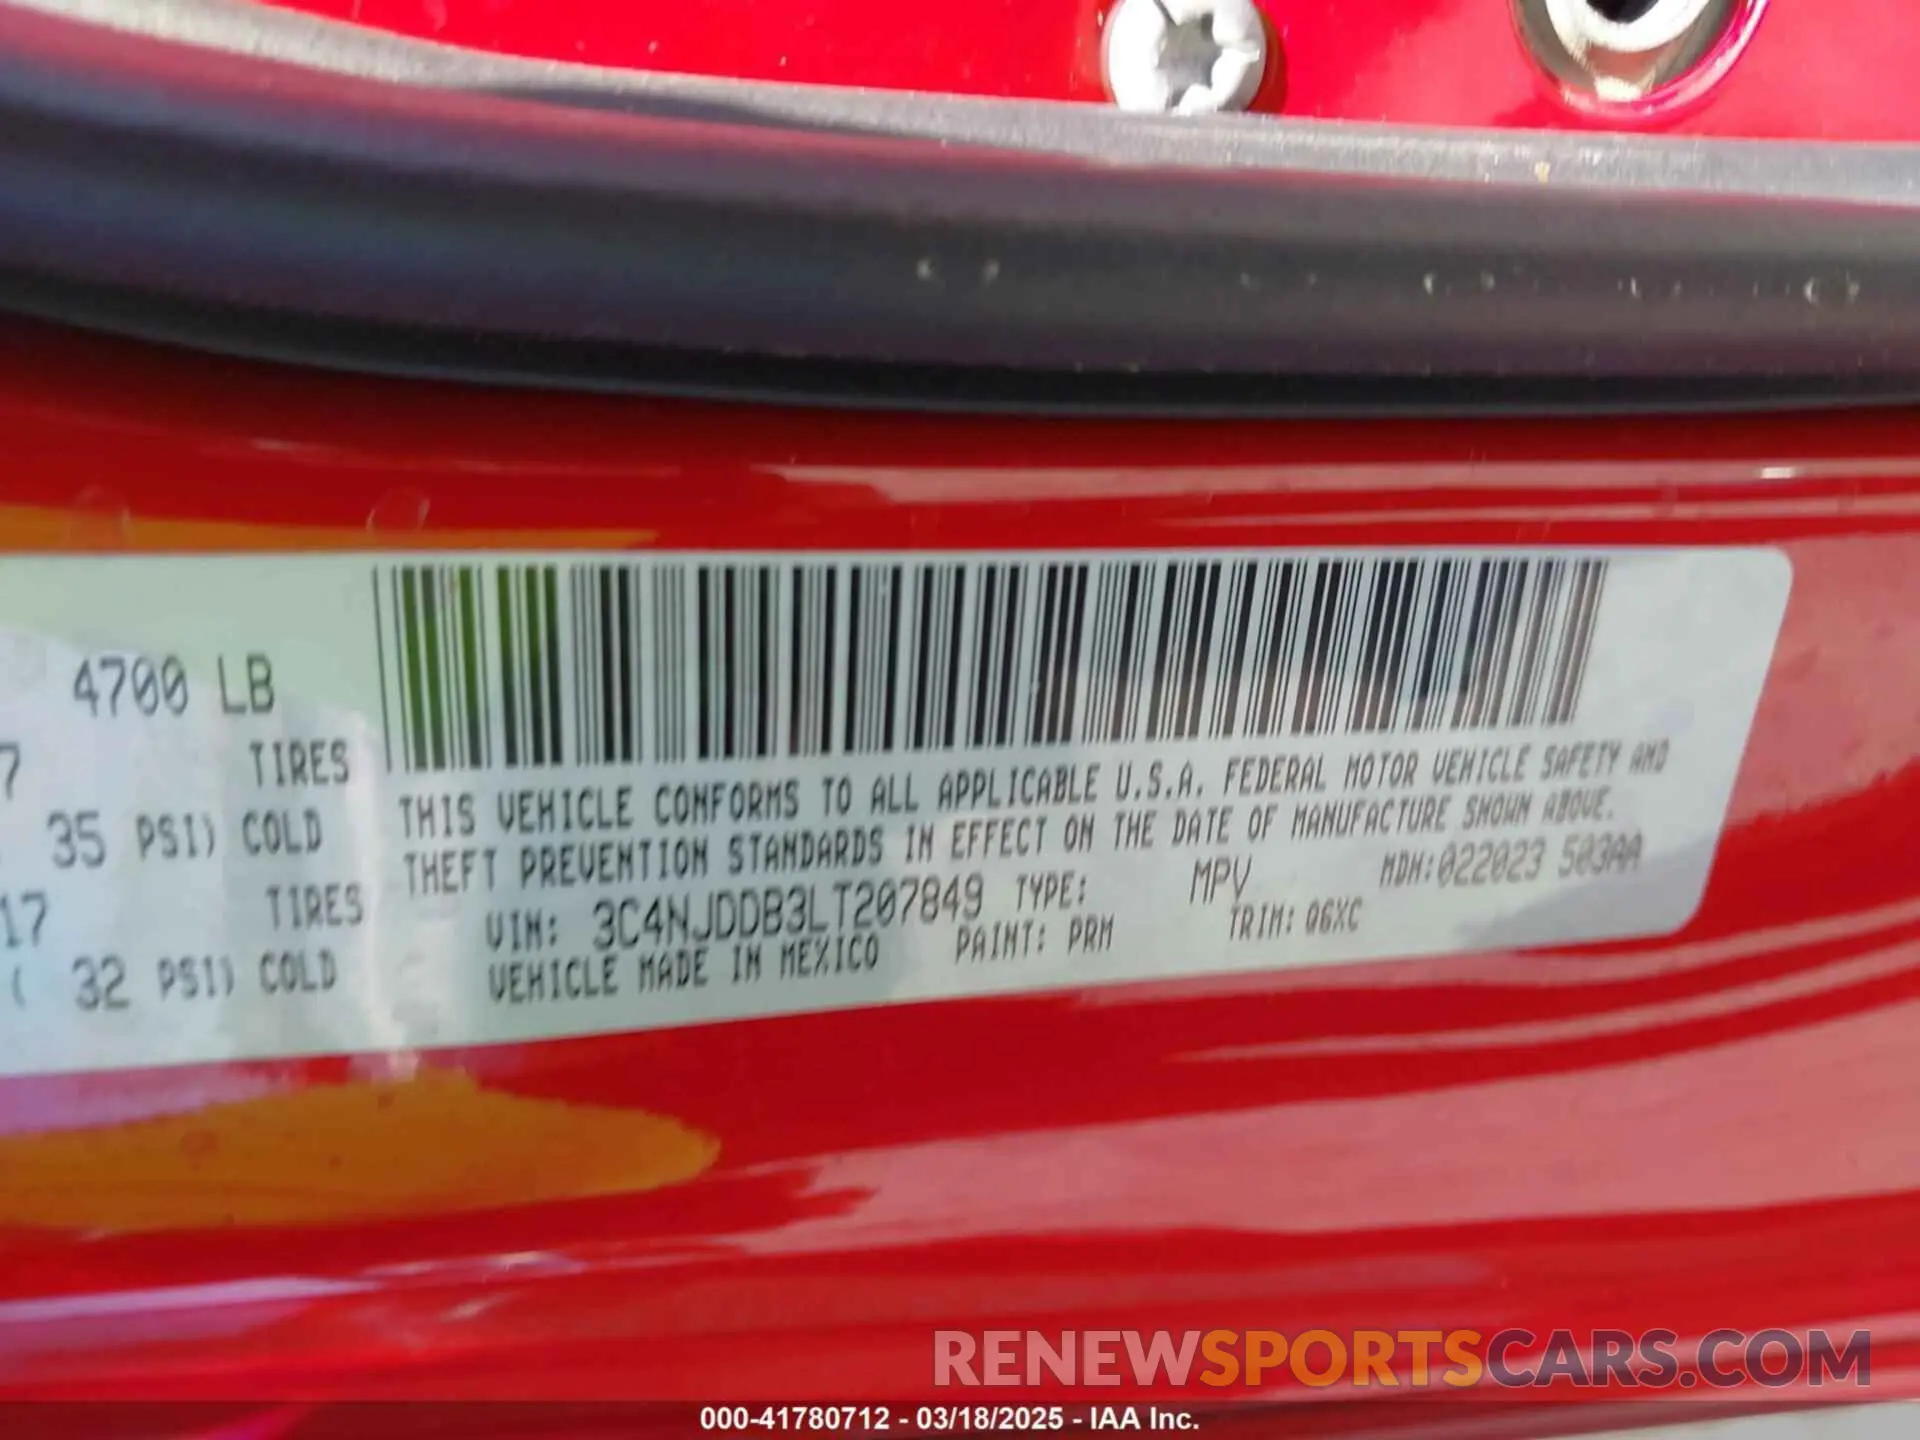 4700 LB
7 TIRES
35 PSI) COLD
17 TIRES
( 32 PSI) COLD
THIS VEHICLE CONFORMS TO ALL APPLICABLE U.S.A. FEDERAL MOTOR VEHICLE SAFETY AND
THEFT PREVENTION STANDARDS IN EFFECT ON THE DATE OF MANUFACTURE SHOWN ABOVE.
VIN: 3C4NJDDB3LT207849 TYPE: MPV MDH:022023 503AA
VEHICLE MADE IN MEXICO PAINT: PRM TRIM: Q6XC
RENEWSPORTSCARS.COM
000-41780712 - 03/18/2025 - IAA Inc.